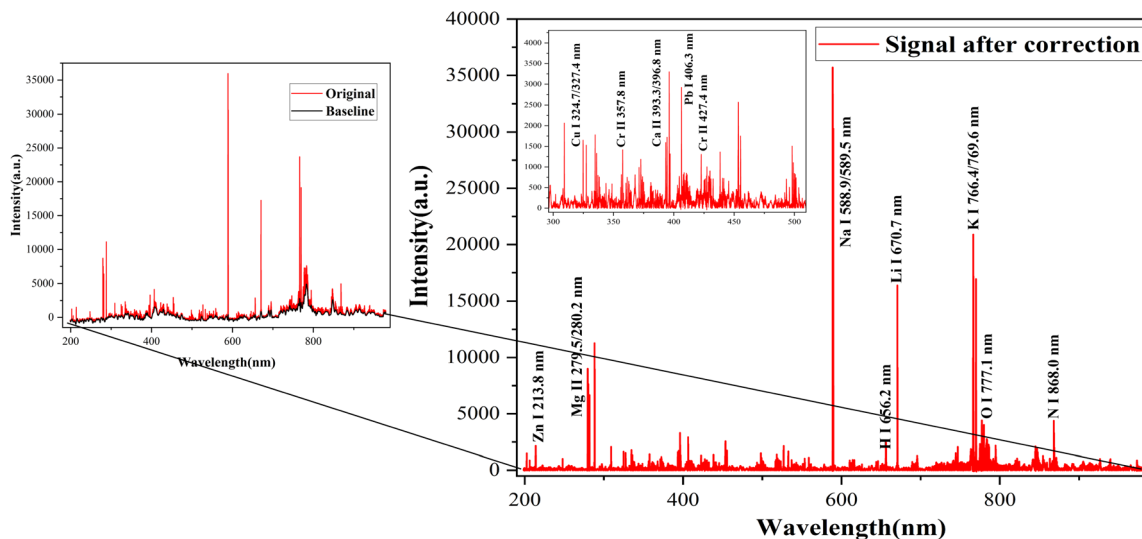 Original
Baseline
Intensity(a.u.)
35000
30000
25000
20000
15000
10000
5000
0
200
400
600
800
Wavelength(nm)
Signal after correction
Intensity(a.u.)
40000
35000
30000
25000
20000
15000
10000
5000
0
200
400
600
800
Wavelength(nm)
Zn I 213.8 nm
Mg II 279.5/280.2 nm
Na I 588.9/589.5 nm
H I 656.2 nm
Li I 670.7 nm
K I 766.4/769.6 nm
O I 777.1 nm
N I 868.0 nm
Intensity(a.u.)
4000
3500
3000
2500
2000
1500
1000
500
0
300
350
400
450
500
Cu I 324.7/327.4 nm
Cr II 357.8 nm
Ca II 393.3/396.8 nm
Pb I 406.3 nm
Cr II 427.4 nm